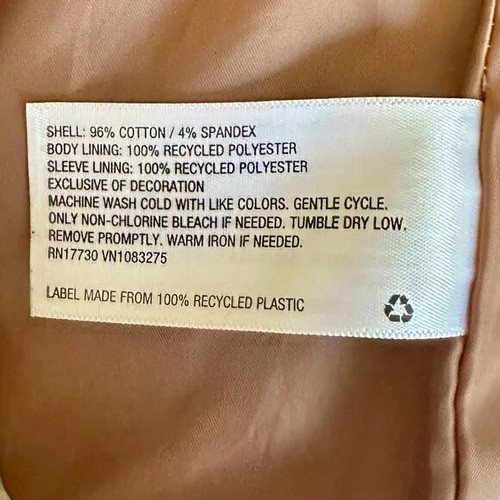 SHELL: 96% COTTON / 4% SPANDEX
BODY LINING: 100% RECYCLED POLYESTER
SLEEVE LINING: 100% RECYCLED POLYESTER
EXCLUSIVE OF DECORATION
MACHINE WASH COLD WITH LIKE COLORS. GENTLE CYCLE.
ONLY NON-CHLORINE BLEACH IF NEEDED. TUMBLE DRY LOW.
REMOVE PROMPTLY. WARM IRON IF NEEDED.
RN17730 VN1083275
LABEL MADE FROM 100% RECYCLED PLASTIC